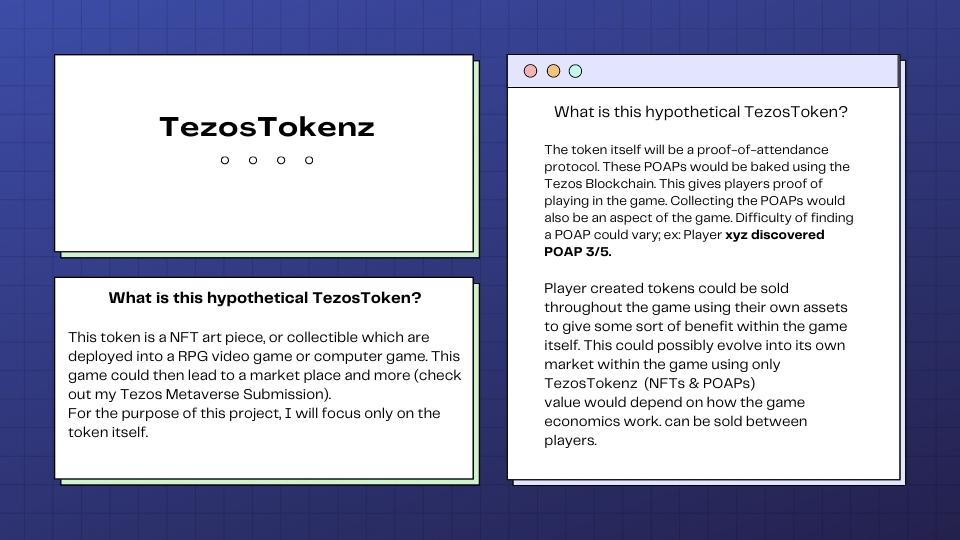 TezosTokenz
What is this hypothetical TezosToken?
This token is a NFT art piece, or collectible which are
deployed into a RPG video game or computer game. This
game could then lead to a market place and more (check
out my Tezos Metaverse Submission).
For the purpose of this project, I will focus only on the
token itself.
What is this hypothetical TezosToken?
The token itself will be a proof-of-attendance
protocol. These POAPs would be baked using the
Tezos Blockchain. This gives players proof of
playing in the game. Collecting the POAPs would
also be an aspect of the game. Difficulty of finding
a POAP could vary; ex: Player xyz discovered
POAP 3/5.
Player created tokens could be sold
throughout the game using their own assets
to give some sort of benefit within the game
itself. This could possibly evolve into its own
market within the game using only
TezosTokenz (NFTs & POAPs)
value would depend on how the game
economics work. can be sold between
players.